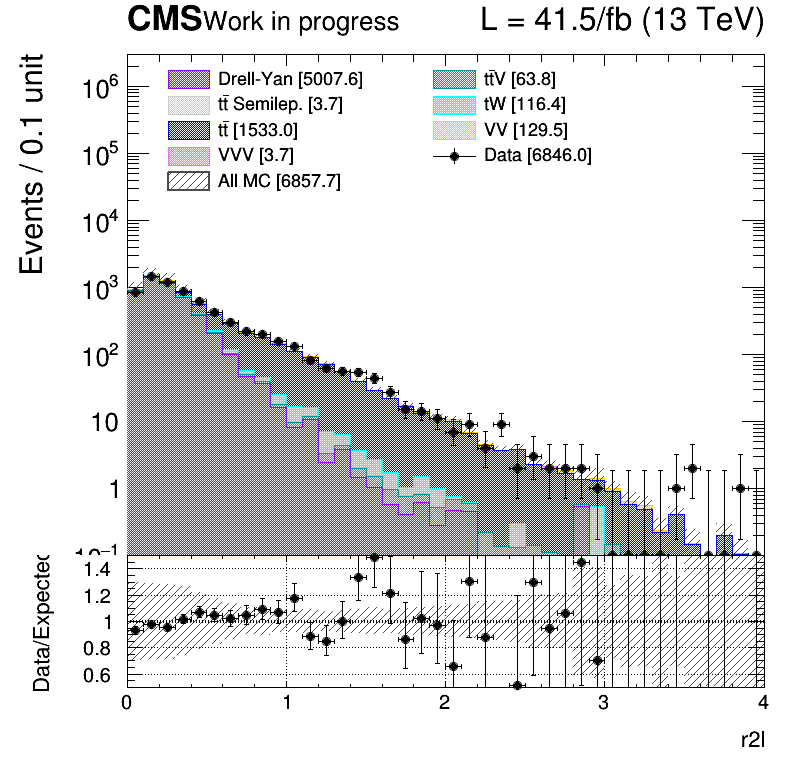 CMS Work in progress L = 41.5/fb (13 TeV)
Events / 0.1 unit
Drell-Yan [5007.6]
tt̄ Semilep. [3.7]
tt̄ [1533.0]
VVV [3.7]
All MC [6857.7]
tt̄V [63.8]
tW [116.4]
VV [129.5]
Data [6846.0]
10⁶
10⁵
10⁴
10³
10²
10
1
10⁻¹
Data/Expected
1.4
1.2
1
0.8
0.6
0 1 2 3 4
r2l